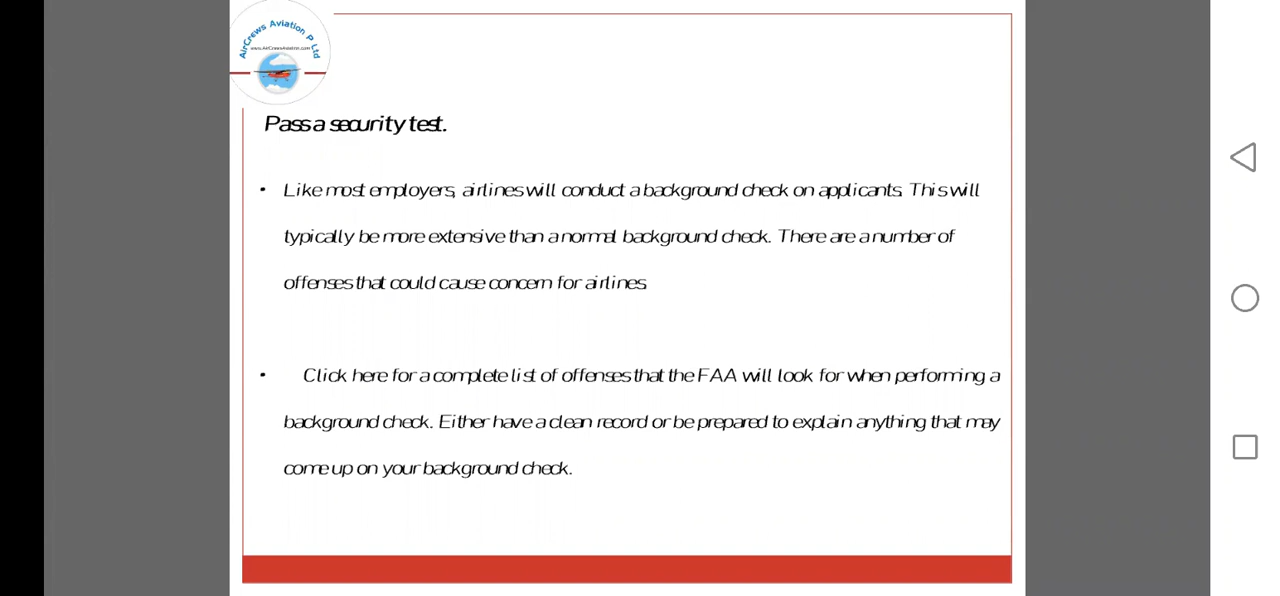 AirCrews Aviation P Ltd
www.AirCrewsAviation.com
Pass a security test.
• Like most employers, airlines will conduct a background check on applicants. This will
typically be more extensive than a normal background check. There are a number of
offenses that could cause concern for airlines.
• Click here for a complete list of offenses that the FAA will look for when performing a
background check. Either have a clean record or be prepared to explain anything that may
come up on your background check.